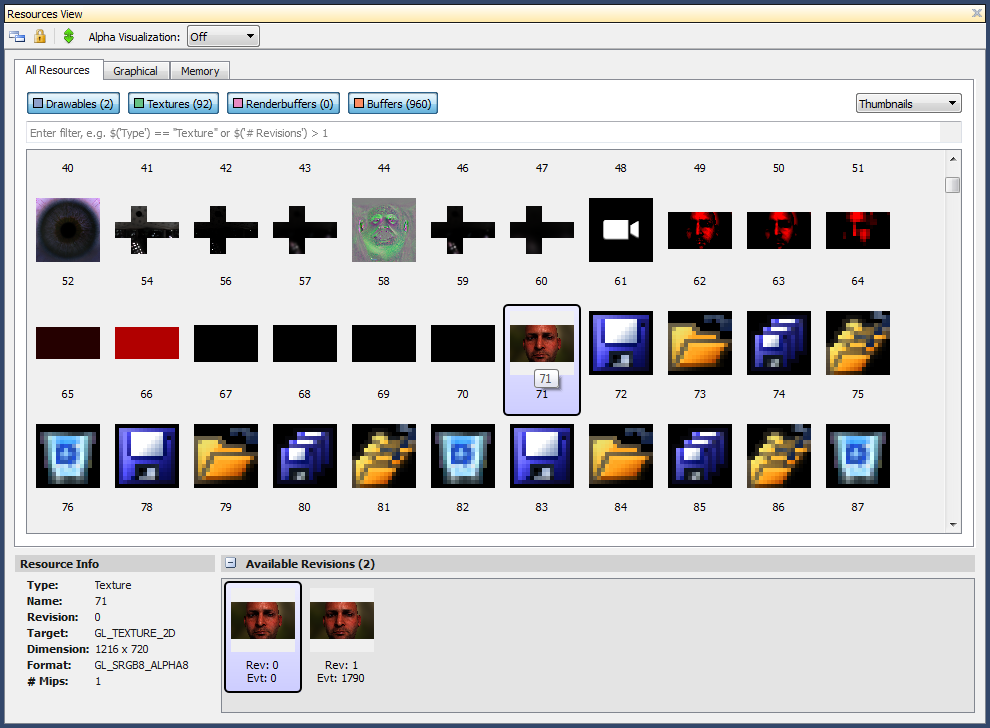 Resources View
Alpha Visualization: Off
All Resources Graphical Memory
Drawables (2) Textures (92) Renderbuffers (0) Buffers (960) Thumbnails
Enter filter, e.g. $('Type') == "Texture" or $('# Revisions') > 1
40 41 42 43 44 46 47 48 49 50 51
52 54 56 57 58 59 60 61 62 63 64
71
65 66 67 68 69 70 71 72 73 74 75
76 78 79 80 81 82 83 84 85 86 87
Resource Info
Type: Texture
Name: 71
Revision: 0
Target: GL_TEXTURE_2D
Dimension: 1216 x 720
Format: GL_SRGB8_ALPHA8
# Mips: 1
Available Revisions (2)
Rev: 0 Rev: 1
Evt: 0 Evt: 1790